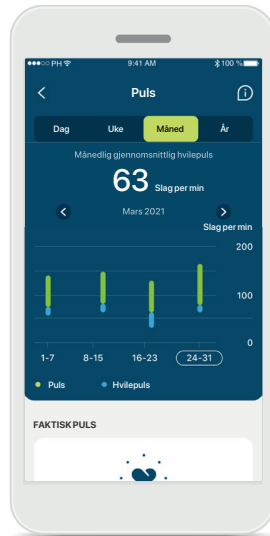 PH 9:41 AM 100 %
Puls
Dag Uke Måned År
Månedlig gjennomsnittlig hvilepuls
63 Slag per min
Mars 2021
Slag per min
200
100
0
1-7 8-15 16-23 24-31
Puls Hvilepuls
FAKTISK PULS